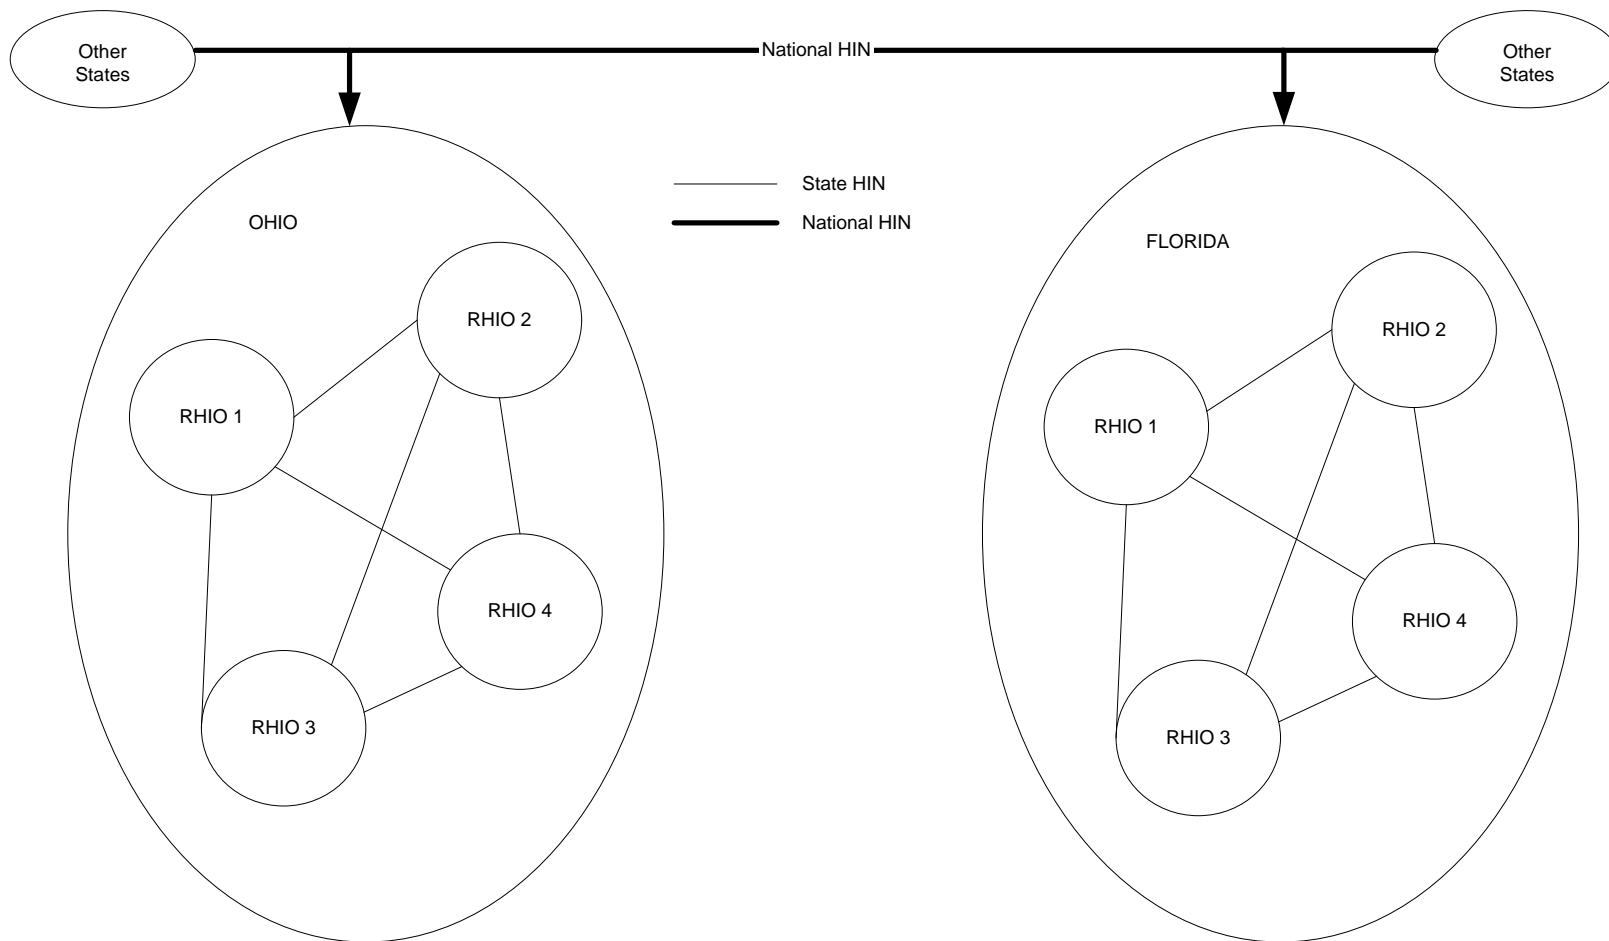 Other
States
National HIN
Other
States
State HIN
National HIN
OHIO
RHIO 2
RHIO 1
RHIO 4
RHIO 3
FLORIDA
RHIO 2
RHIO 1
RHIO 4
RHIO 3